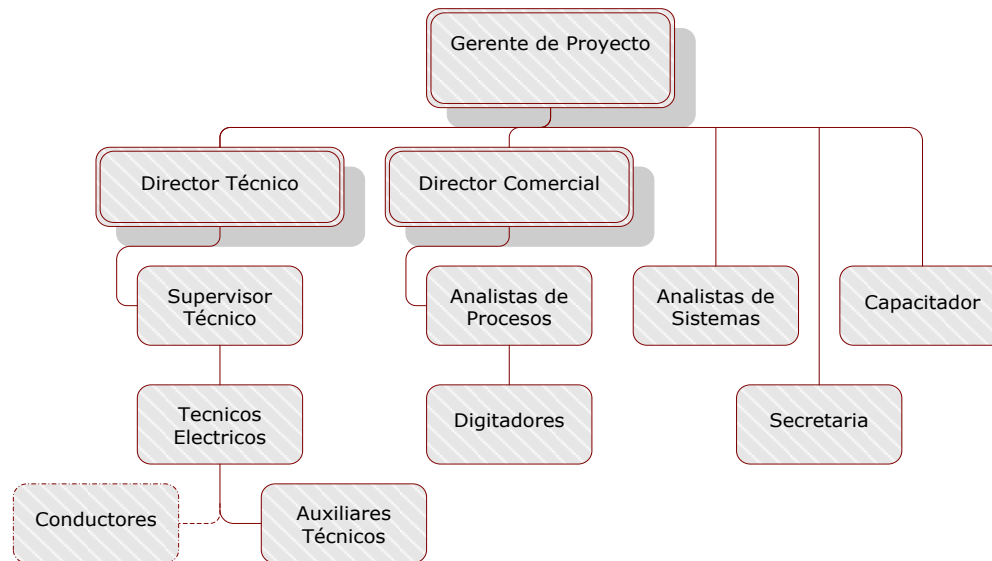 Gerente de Proyecto
Director Técnico
Director Comercial
Supervisor
Técnico
Analistas de
Procesos
Analistas de
Sistemas
Capacitador
Tecnicos
Electricos
Digitadores
Secretaria
Conductores
Auxiliares
Técnicos